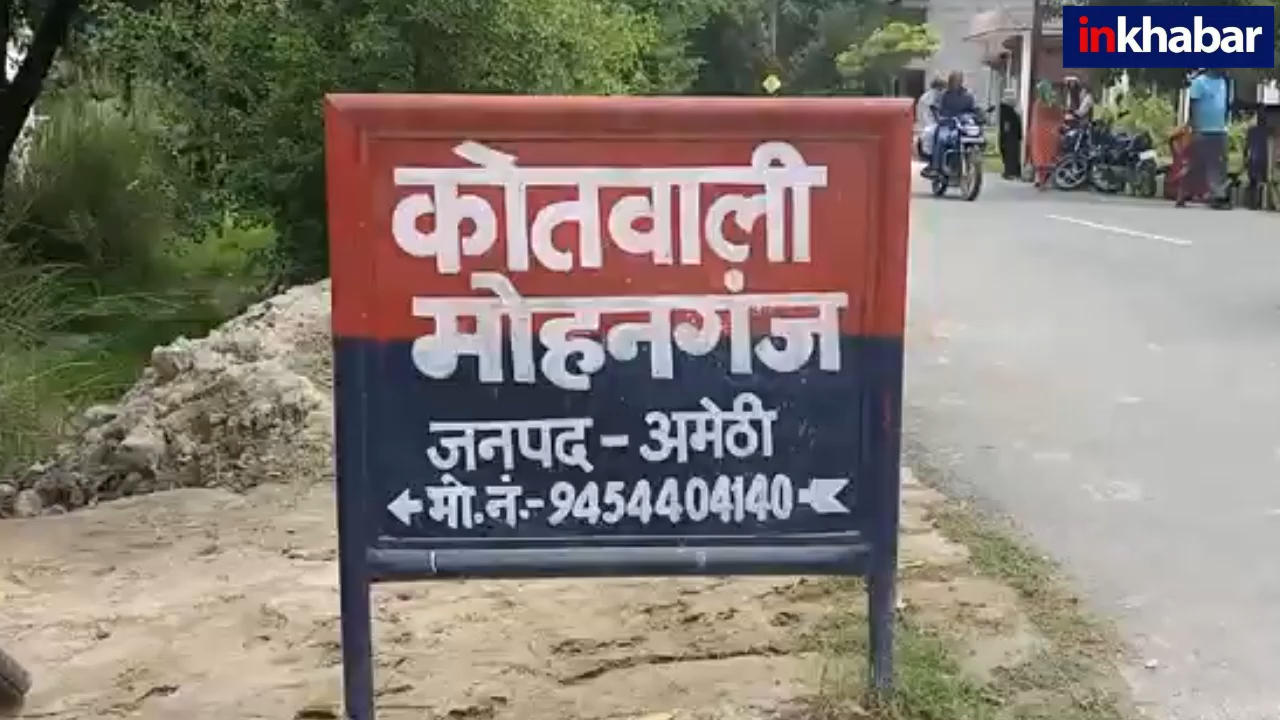 inkhabar
कोतवाली
मोहनगंज
जनपद - अमेठी
←मो.नं.-9454404140